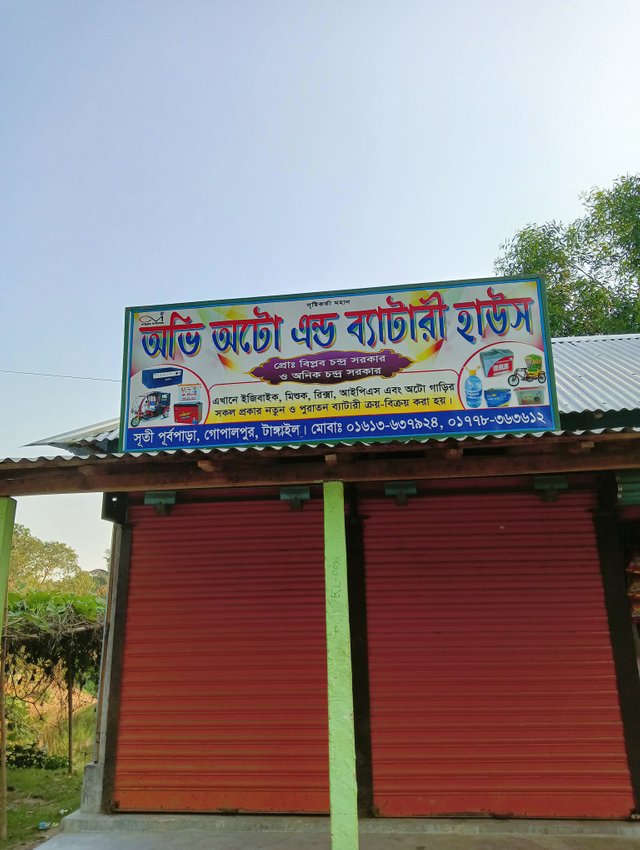 সৃষ্টিকর্তা মহান
অভি অটো এন্ড ব্যাটারী হাউস
প্রোঃ বিপ্লব চন্দ্র সরকার
ও অনিক চন্দ্র সরকার
এখানে ইজিবাইক, মিশুক, রিক্সা, আইপিএস এবং অটো গাড়ির
সকল প্রকার নতুন ও পুরাতন ব্যাটারী ক্রয়-বিক্রয় করা হয়।
সূতী পূর্বপাড়া, গোপালপুর, টাঙ্গাইল। মোবাঃ ০১৬১৩-৬৩৭৯২৪, ০১৭৭৮-৩৬৩৬১২